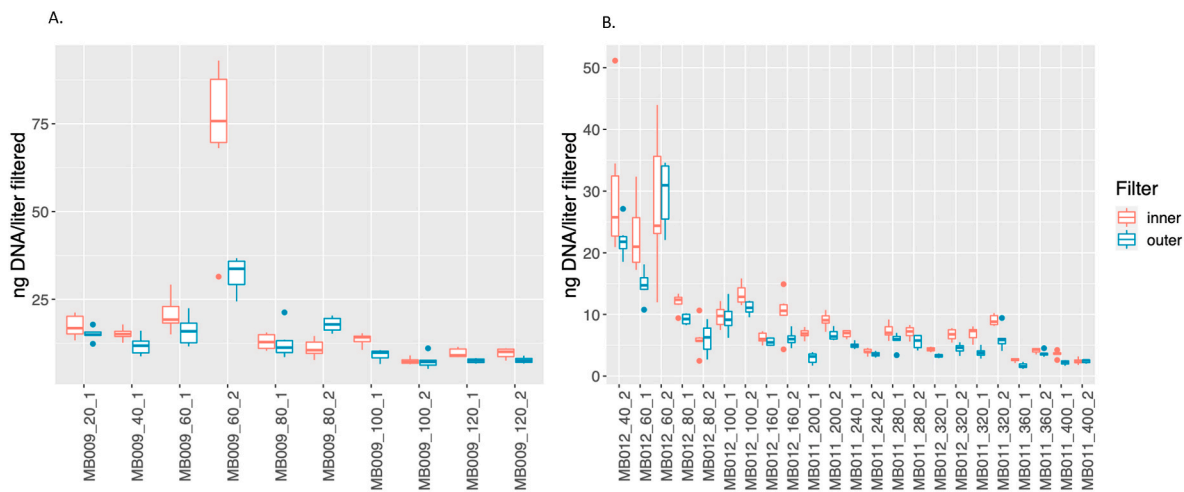 A.
ng DNA/liter filtered
75
50
25
MB009_20_1
MB009_40_1
MB009_60_1
MB009_60_2
MB009_80_1
MB009_80_2
MB009_100_1
MB009_100_2
MB009_120_1
MB009_120_2
B.
ng DNA/liter filtered
50
40
30
20
10
0
MB012_40_2
MB012_60_1
MB012_60_2
MB012_80_1
MB012_80_2
MB012_100_1
MB012_100_2
MB012_160_1
MB012_160_2
MB011_200_1
MB011_200_2
MB011_240_1
MB011_240_2
MB011_280_1
MB011_280_2
MB012_320_1
MB012_320_2
MB011_320_1
MB011_320_2
MB011_360_1
MB011_360_2
MB011_400_1
MB011_400_2
Filter
inner
outer